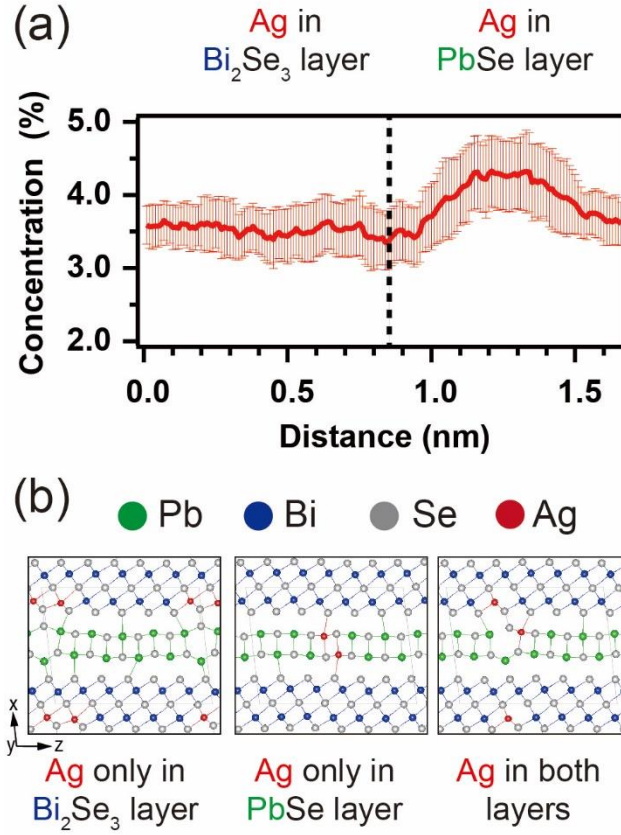 (a)
Ag in
Bi₂Se₃ layer
Ag in
PbSe layer
Concentration (%)
5.0
4.0
3.0
2.0
0.0
0.5
1.0
1.5
Distance (nm)
(b)
Pb
Bi
Se
Ag
x
y
z
Ag only in
Bi₂Se₃ layer
Ag only in
PbSe layer
Ag in both
layers